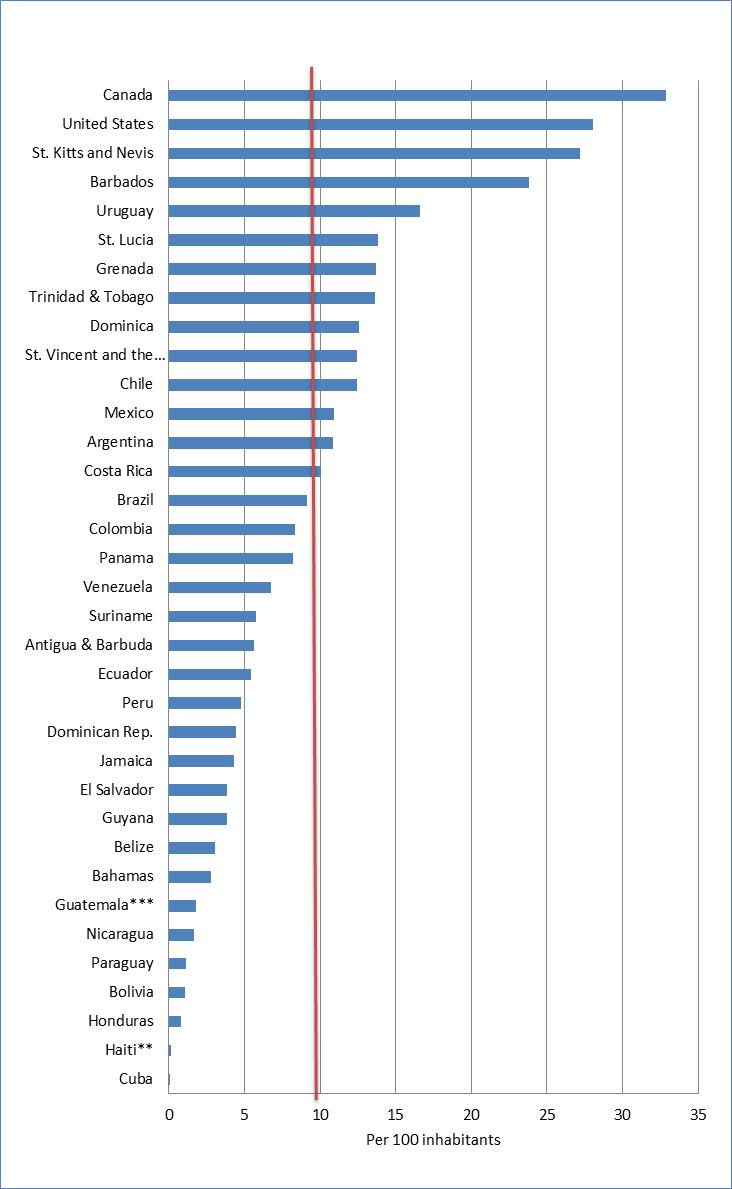 Canada
United States
St. Kitts and Nevis
Barbados
Uruguay
St. Lucia
Grenada
Trinidad & Tobago
Dominica
St. Vincent and the...
Chile
Mexico
Argentina
Costa Rica
Brazil
Colombia
Panama
Venezuela
Suriname
Antigua & Barbuda
Ecuador
Peru
Dominican Rep.
Jamaica
El Salvador
Guyana
Belize
Bahamas
Guatemala***
Nicaragua
Paraguay
Bolivia
Honduras
Haiti**
Cuba
0 5 10 15 20 25 30 35
Per 100 inhabitants